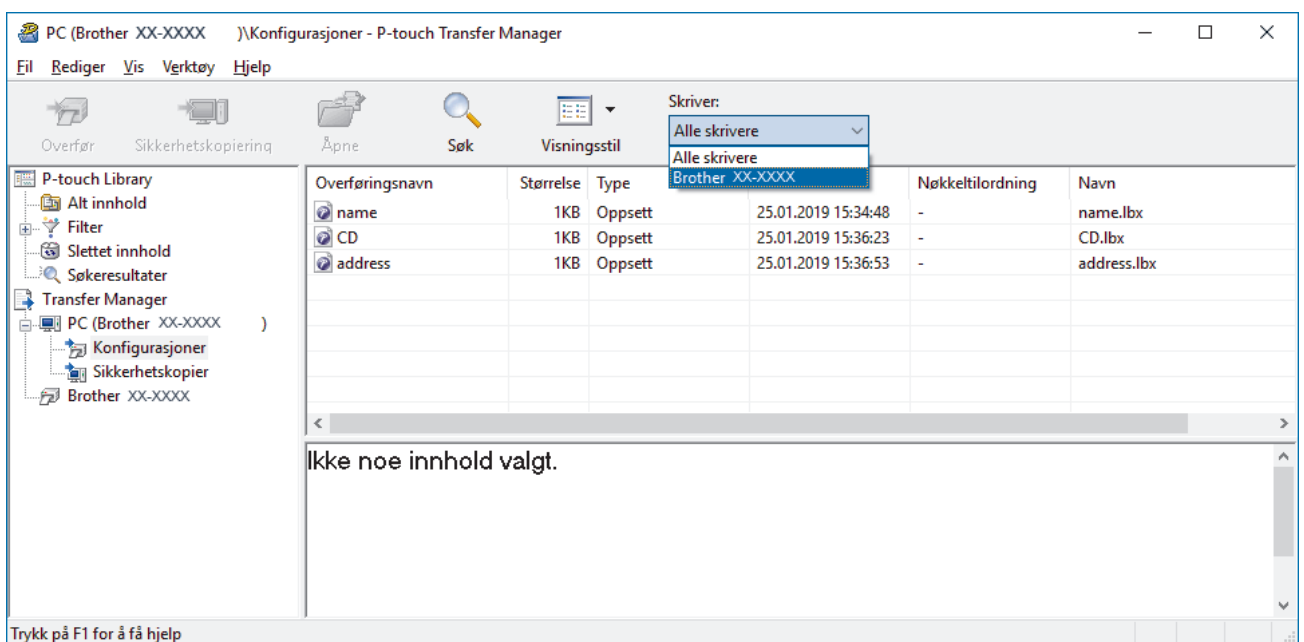 PC (Brother XX-XXXX )\Konfigurasjoner - P-touch Transfer Manager
Fil Rediger Vis Verktøy Hjelp
Overfør Sikkerhetskopiering Åpne Søk Visningsstil
Skriver:
Alle skrivere
Alle skrivere
Brother XX-XXXX
P-touch Library
Alt innhold
Filter
Slettet innhold
Søkeresultater
Transfer Manager
PC (Brother XX-XXXX )
Konfigurasjoner
Sikkerhetskopier
Brother XX-XXXX
Overføringsnavn Størrelse Type Nøkkeltilordning Navn
name 1KB Oppsett 25.01.2019 15:34:48 - name.lbx
CD 1KB Oppsett 25.01.2019 15:36:23 - CD.lbx
address 1KB Oppsett 25.01.2019 15:36:53 - address.lbx
Ikke noe innhold valgt.
Trykk på F1 for å få hjelp